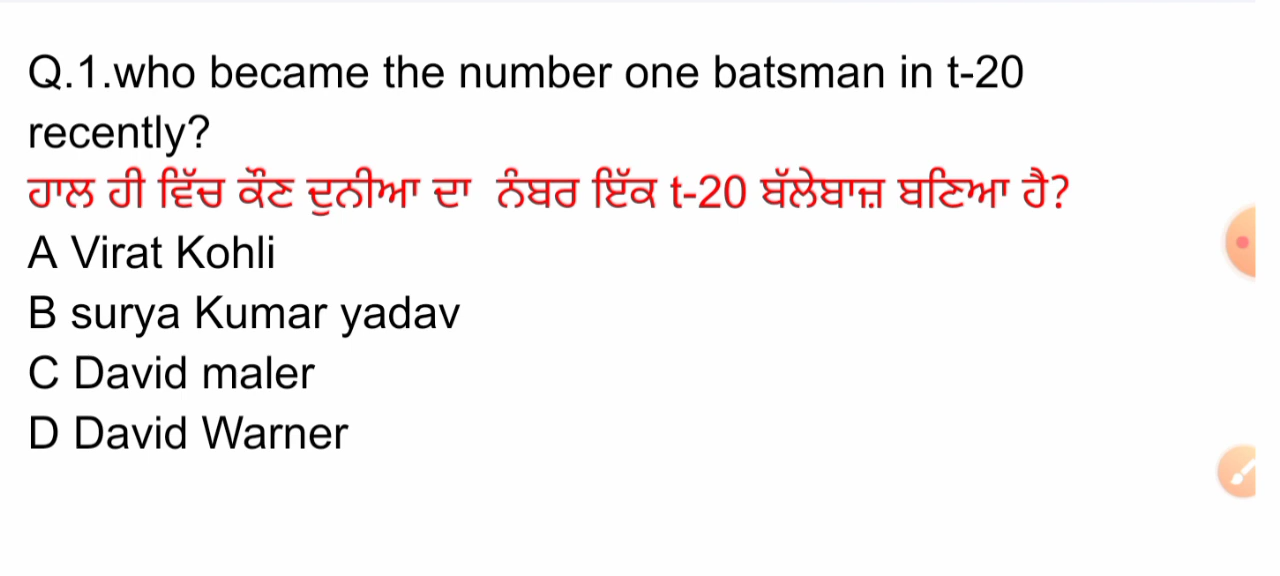 Q.1.who became the number one batsman in t-20
recently?
ਹਾਲ ਹੀ ਵਿੱਚ ਕੌਣ ਦੁਨੀਆ ਦਾ ਨੰਬਰ ਇੱਕ t-20 ਬੱਲੇਬਾਜ਼ ਬਣਿਆ ਹੈ?
A Virat Kohli
B surya Kumar yadav
C David maler
D David Warner